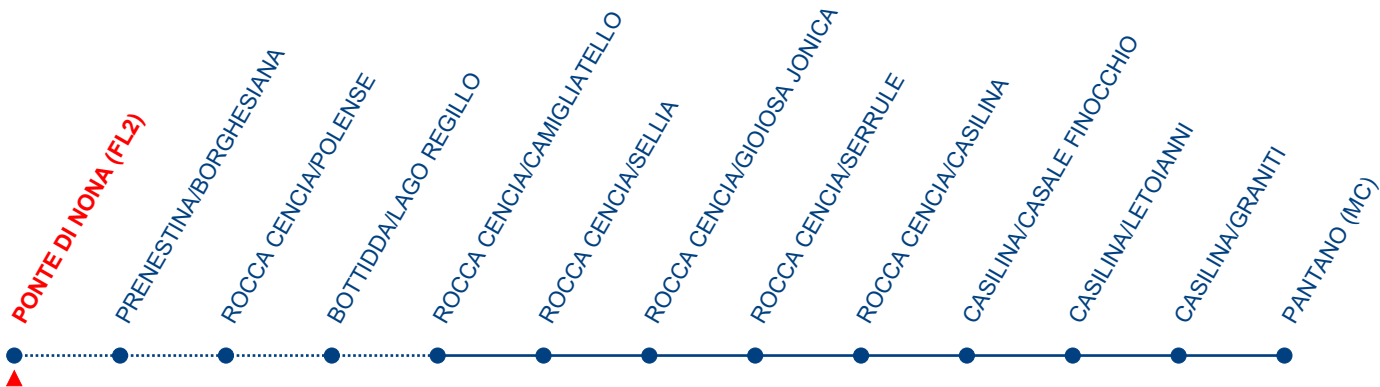 PONTE DI NONA (FL2)
PRENESTINA/BORGHESIANA
ROCCA CENCIA/POLENSE
BOTTIDDA/LAGO REGILLO
ROCCA CENCIA/CAMIGLIATELLO
ROCCA CENCIA/SELLIA
ROCCA CENCIA/GIOIOSA JONICA
ROCCA CENCIA/SERRULE
ROCCA CENCIA/CASILINA
CASILINA/CASALE FINOCCHIO
CASILINA/LETOIANNI
CASILINA/GRANITI
PANTANO (MC)